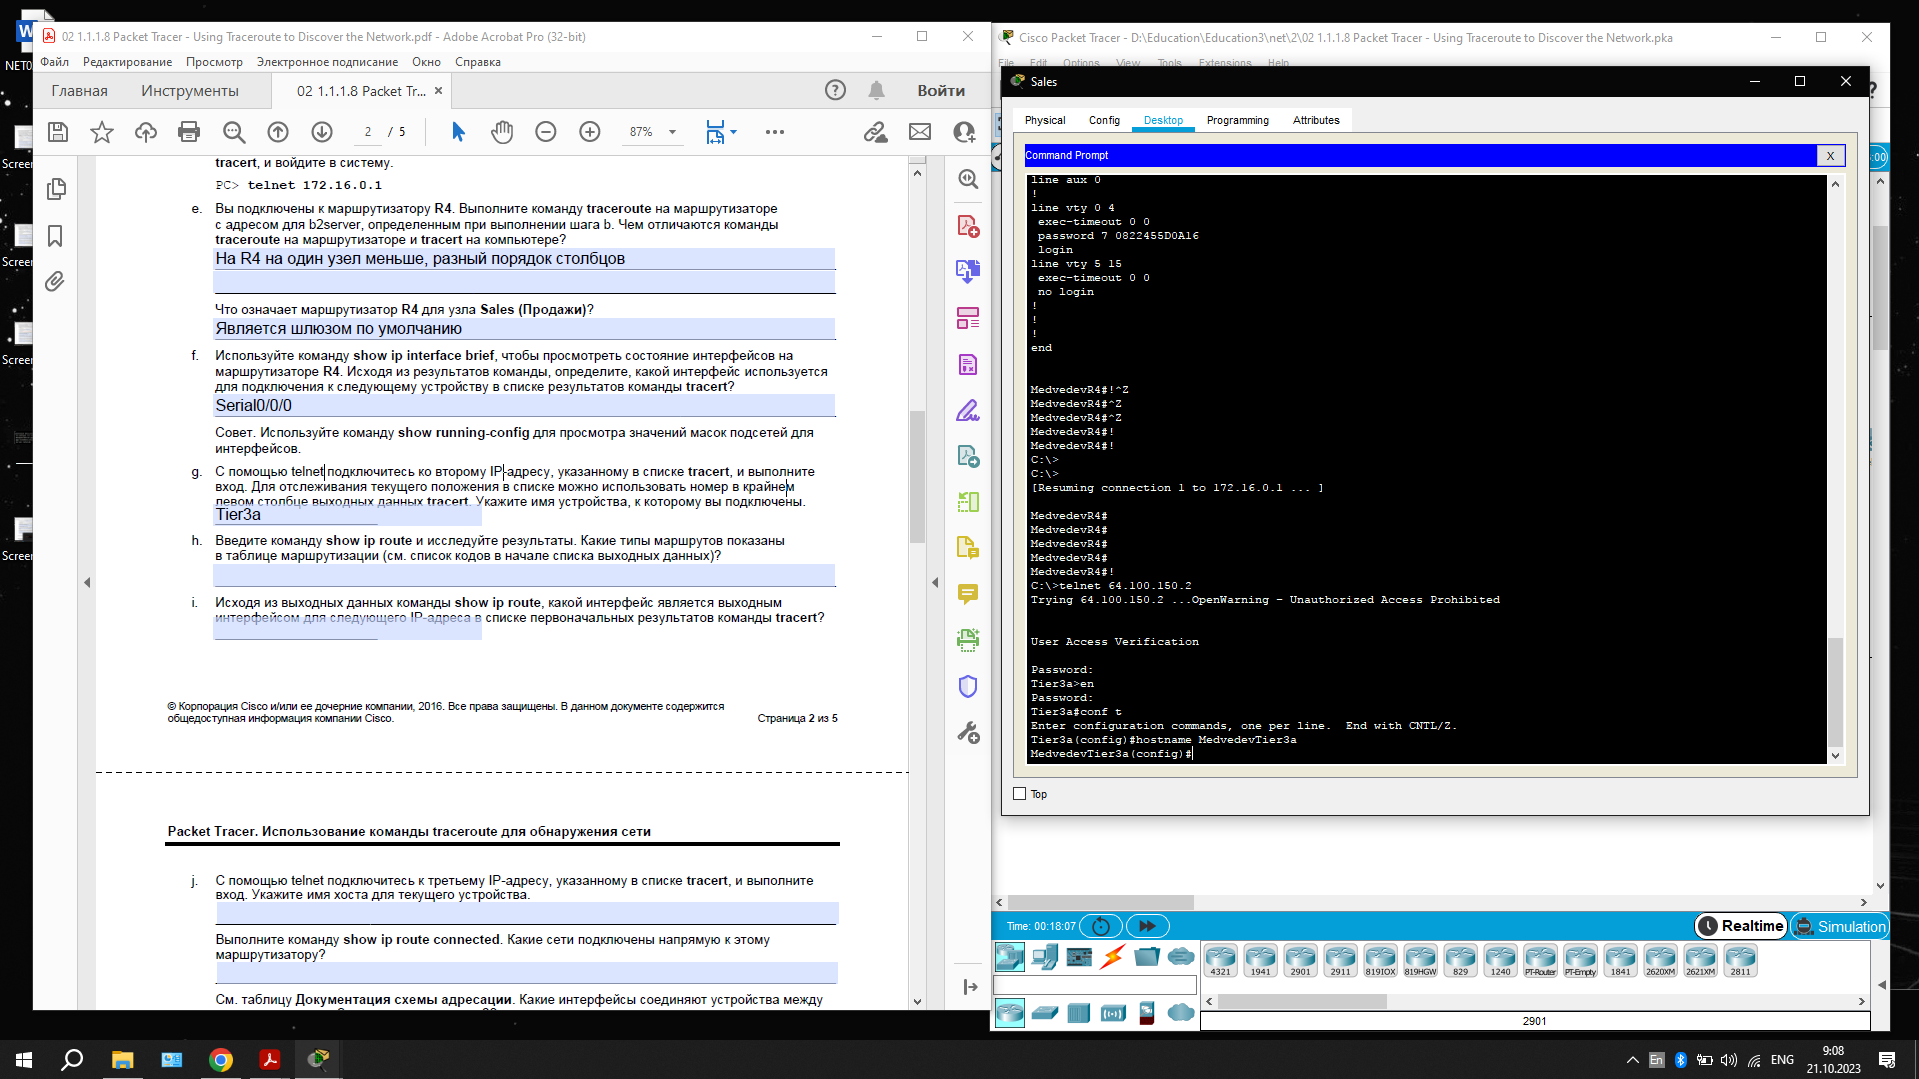 02 1.1.1.8 Packet Tracer - Using Traceroute to Discover the Network.pdf - Adobe Acrobat Pro (32-bit)
Файл Редактирование Просмотр Электронное подписание Окно Справка
Главная Инструменты 02 1.1.1.8 Packet Tr... × Войти
2 / 5 87%
tracert, и войдите в систему.
PC> telnet 172.16.0.1
e. Вы подключены к маршрутизатору R4. Выполните команду traceroute на маршрутизаторе
с адресом для b2server, определенным при выполнении шага b. Чем отличаются команды
traceroute на маршрутизаторе и tracert на компьютере?
На R4 на один узел меньше, разный порядок столбцов
Что означает маршрутизатор R4 для узла Sales (Продажи)?
Является шлюзом по умолчанию
f. Используйте команду show ip interface brief, чтобы просмотреть состояние интерфейсов на
маршрутизаторе R4. Исходя из результатов команды, определите, какой интерфейс используется
для подключения к следующему устройству в списке результатов команды tracert?
Serial0/0/0
Совет. Используйте команду show running-config для просмотра значений масок подсетей для
интерфейсов.
g. С помощью telnet подключитесь ко второму IP-адресу, указанному в списке tracert, и выполните
вход. Для отслеживания текущего положения в списке можно использовать номер в крайнем
левом столбце выходных данных tracert. Укажите имя устройства, к которому вы подключены.
Tier3a
h. Введите команду show ip route и исследуйте результаты. Какие типы маршрутов показаны
в таблице маршрутизации (см. список кодов в начале списка выходных данных)?
i. Исходя из выходных данных команды show ip route, какой интерфейс является выходным
интерфейсом для следующего IP-адреса в списке первоначальных результатов команды tracert?
© Корпорация Cisco и/или ее дочерние компании, 2016. Все права защищены. В данном документе содержится
общедоступная информация компании Cisco. Страница 2 из 5
Packet Tracer. Использование команды traceroute для обнаружения сети
j. С помощью telnet подключитесь к третьему IP-адресу, указанному в списке tracert, и выполните
вход. Укажите имя хоста для текущего устройства.
Выполните команду show ip route connected. Какие сети подключены напрямую к этому
маршрутизатору?
См. таблицу Документация схемы адресации. Какие интерфейсы соединяют устройства между
Cisco Packet Tracer - D:\Education\Education3\net\2\02 1.1.1.8 Packet Tracer - Using Traceroute to Discover the Network.pka
File Edit Options View Tools Extensions Help
Sales
Physical Config Desktop Programming Attributes
Command Prompt X
line aux 0
!
line vty 0 4
exec-timeout 0 0
password 7 0822455D0A16
login
line vty 5 15
exec-timeout 0 0
no login
!
!
!
end
MedvedevR4#!^Z
MedvedevR4#^Z
MedvedevR4#^Z
MedvedevR4#!
MedvedevR4#!
C:\>
C:\>
[Resuming connection 1 to 172.16.0.1 ... ]
MedvedevR4#
MedvedevR4#
MedvedevR4#
MedvedevR4#
MedvedevR4#!
C:\>telnet 64.100.150.2
Trying 64.100.150.2 ...OpenWarning - Unauthorized Access Prohibited
User Access Verification
Password:
Tier3a>en
Password:
Tier3a#conf t
Enter configuration commands, one per line. End with CNTL/Z.
Tier3a(config)#hostname MedvedevTier3a
MedvedevTier3a(config)#
Top
Time: 00:18:07 Realtime Simulation
4321 1941 2901 2911 819IOX 819HGW 829 1240 PT-Router PT-Empty 1841 2620XM 2621XM 2811
2901
NET0
Screer
Screer
Screer
Screer
Screer
En ENG 9:08
21.10.2023